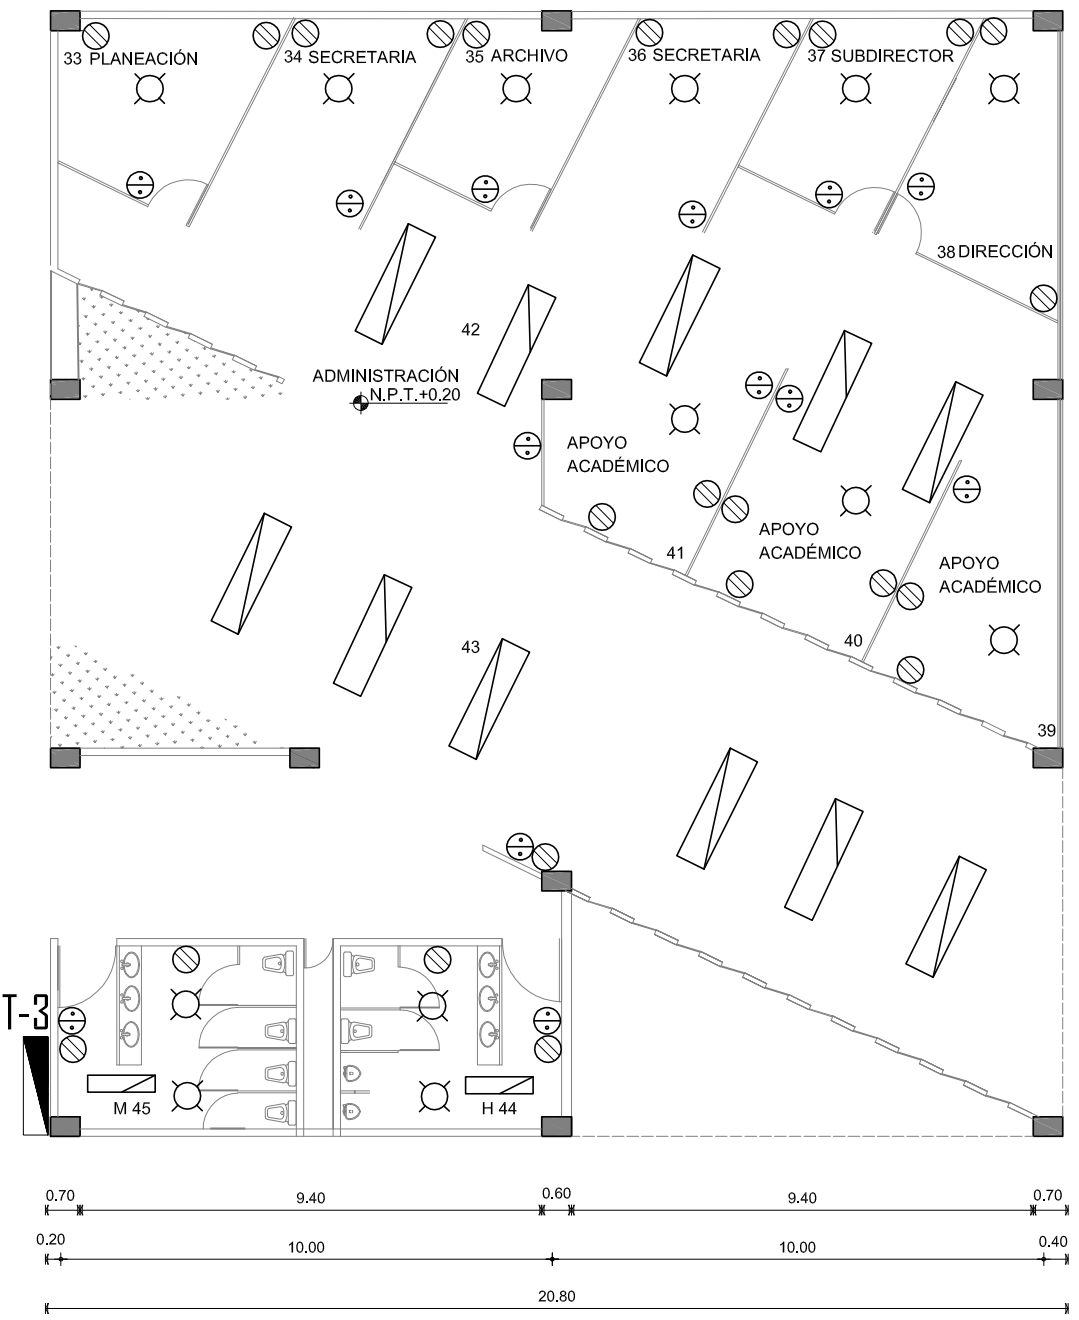 33 PLANEACIÓN
34 SECRETARIA
35 ARCHIVO
36 SECRETARIA
37 SUBDIRECTOR
38 DIRECCIÓN
42
ADMINISTRACIÓN
N.P.T.+0.20
APOYO
ACADÉMICO
41
APOYO
ACADÉMICO
APOYO
ACADÉMICO
40
43
39
T-3
M 45
H 44
0.70
9.40
0.60
9.40
0.70
0.20
10.00
10.00
0.40
20.80